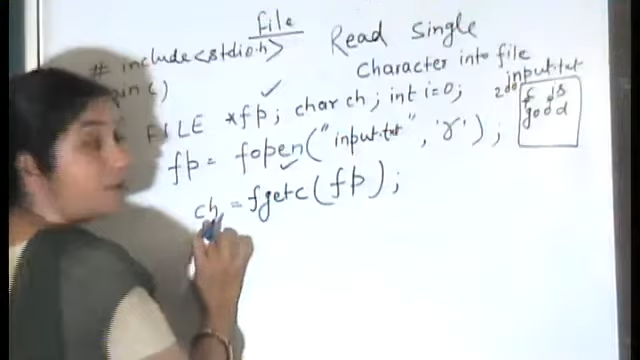 file
Read Single
Character into file
# include<stdio.h>
input.txt
200
FILE *fp; char ch; int i=0;
good
fp = fopen("input.txt", 'r');
ch = fgetc(fp);